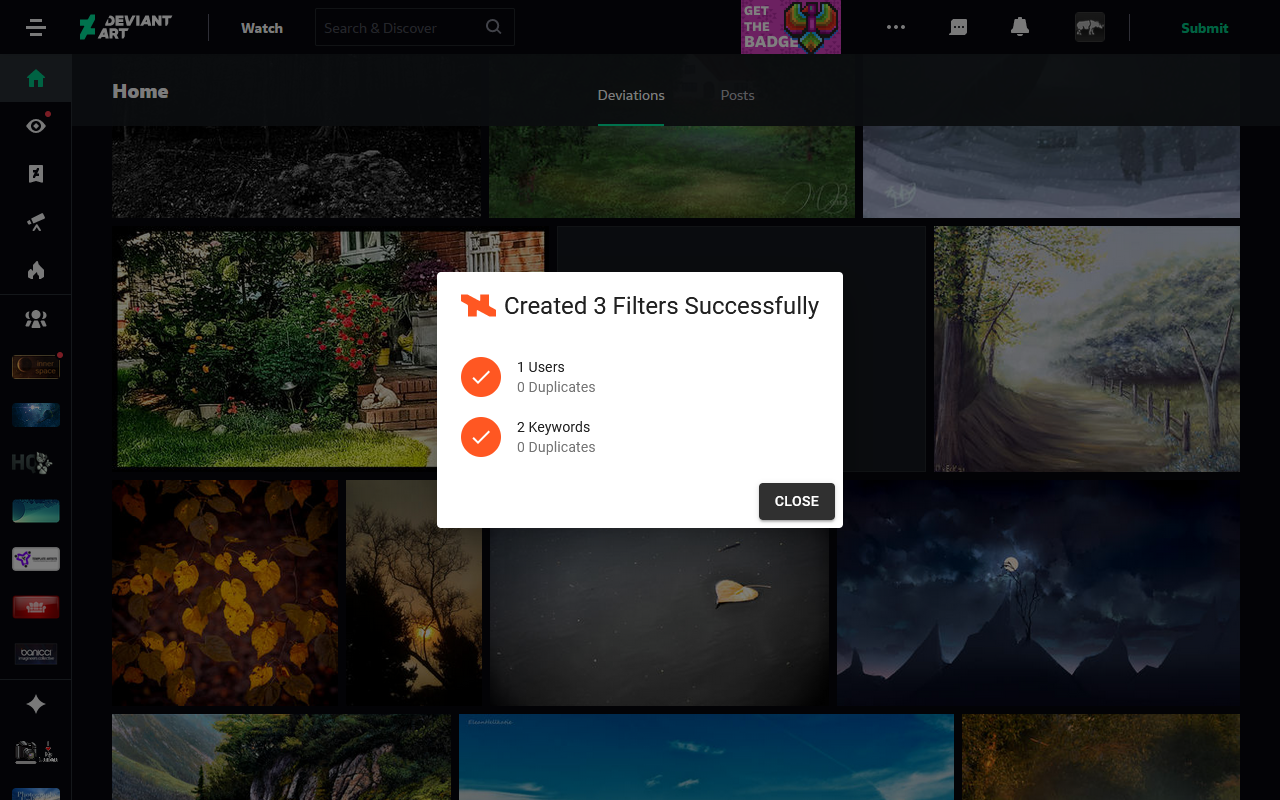 DEVIANT
ART
Watch
Search & Discover
GET
THE
BADGE
Submit
Home
Deviations
Posts
Created 3 Filters Successfully
1 Users
0 Duplicates
2 Keywords
0 Duplicates
CLOSE
inner
space
HQ
banicci